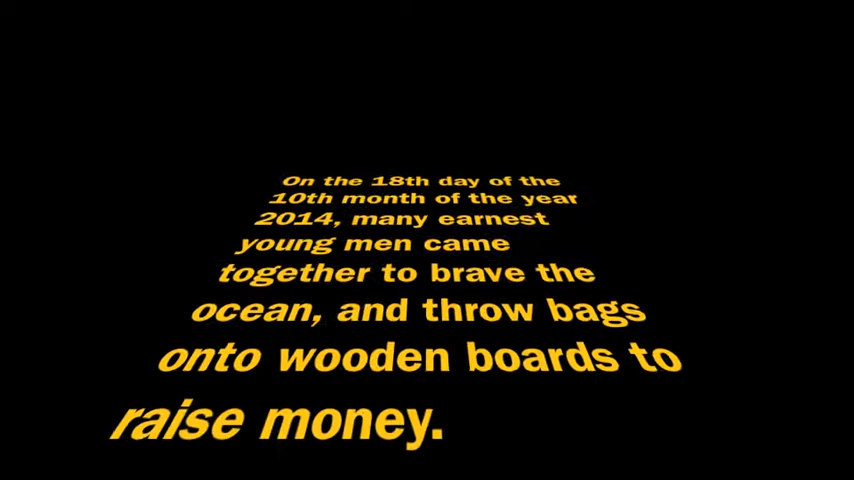 On the 18th day of the
10th month of the year
2014, many earnest
young men came
together to brave the
ocean, and throw bags
onto wooden boards to
raise money.